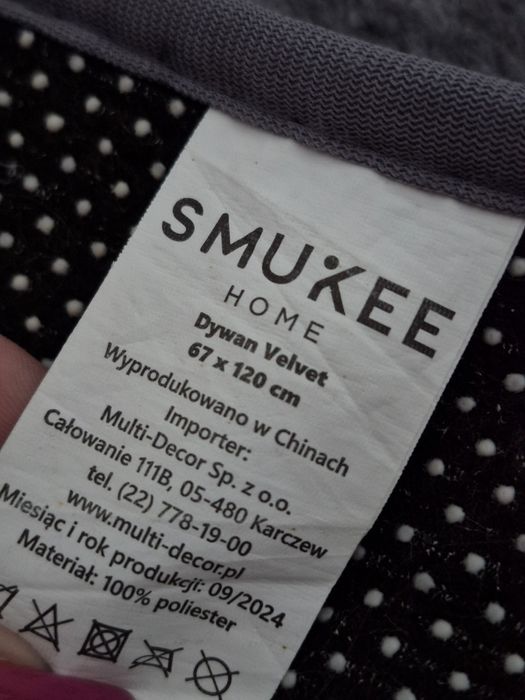 SMUKEE
HOME
Dywan Velvet
67 x 120 cm
Wyprodukowano w Chinach
Importer:
Multi-Decor Sp. z o.o.
Całowanie 111B, 05-480 Karczew
tel. (22) 778-19-00
www.multi-decor.pl
Miesiąc i rok produkcji: 09/2024
Materiał: 100% poliester